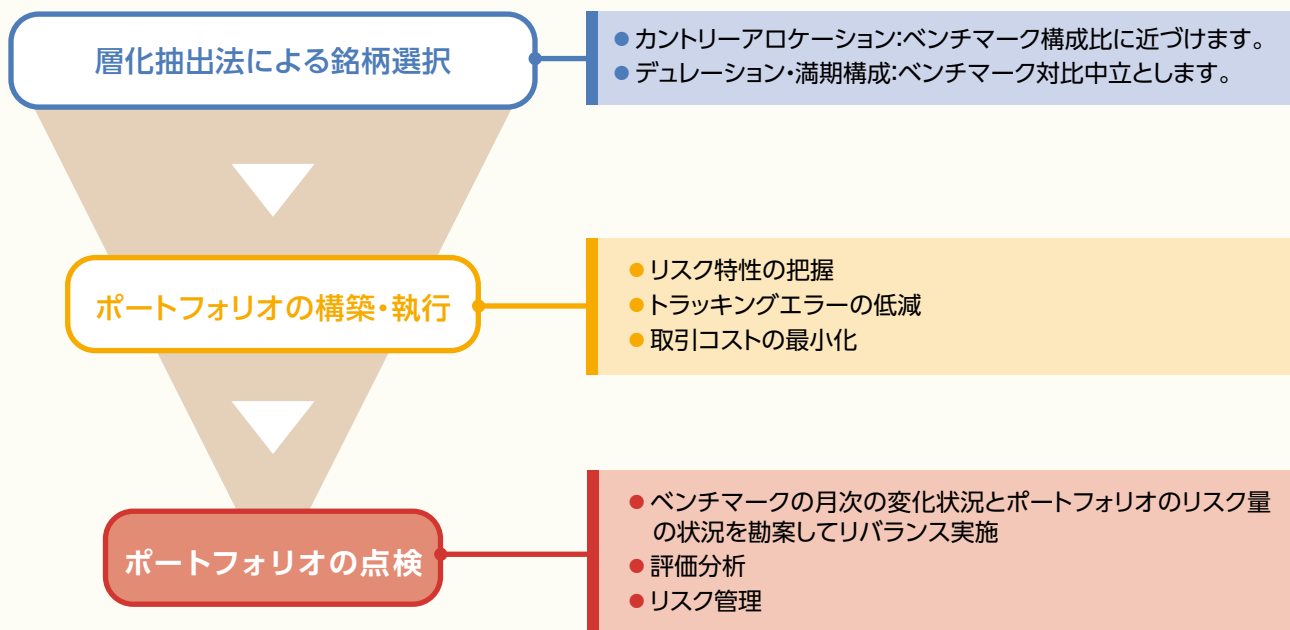 層化抽出法による銘柄選択
●カントリーアロケーション:ベンチマーク構成比に近づけます。
●デュレーション・満期構成:ベンチマーク対比中立とします。
ポートフォリオの構築・執行
●リスク特性の把握
●トラッキングエラーの低減
●取引コストの最小化
ポートフォリオの点検
●ベンチマークの月次の変化状況とポートフォリオのリスク量
の状況を勘案してリバランス実施
●評価分析
●リスク管理